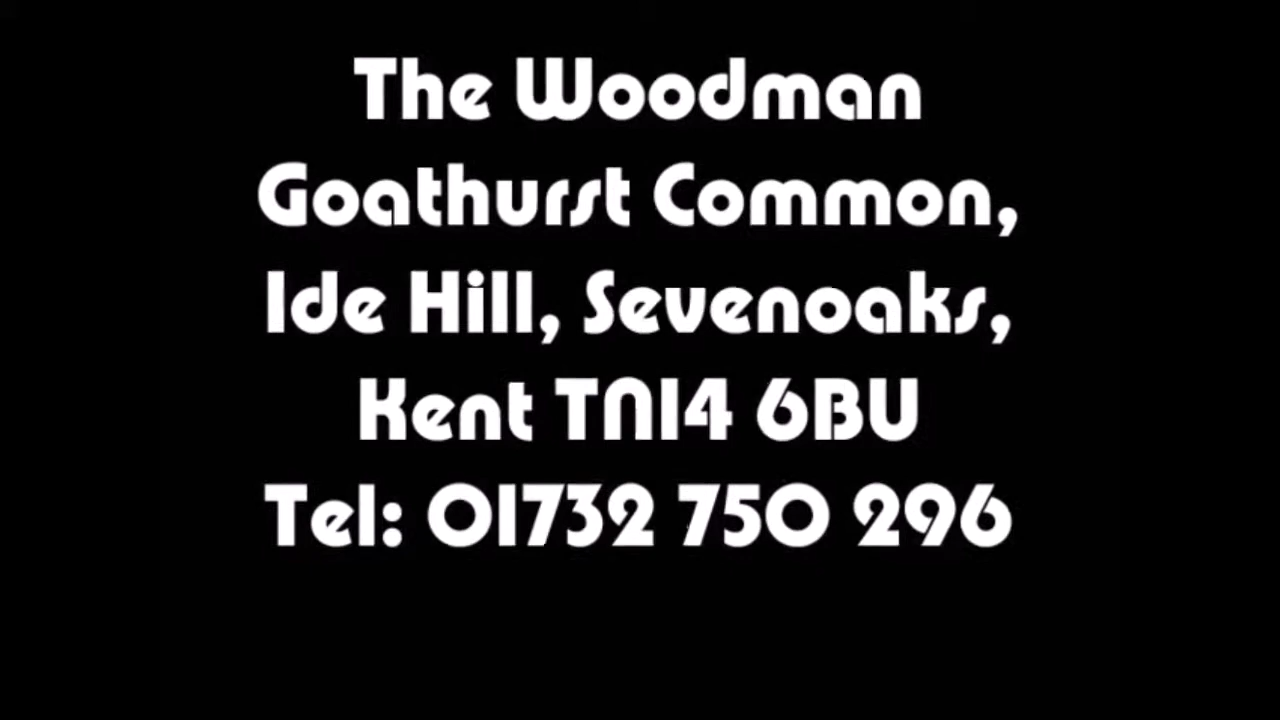 The Woodman
Goathurst Common,
Ide Hill, Sevenoaks,
Kent TN14 6BU
Tel: 01732 750 296